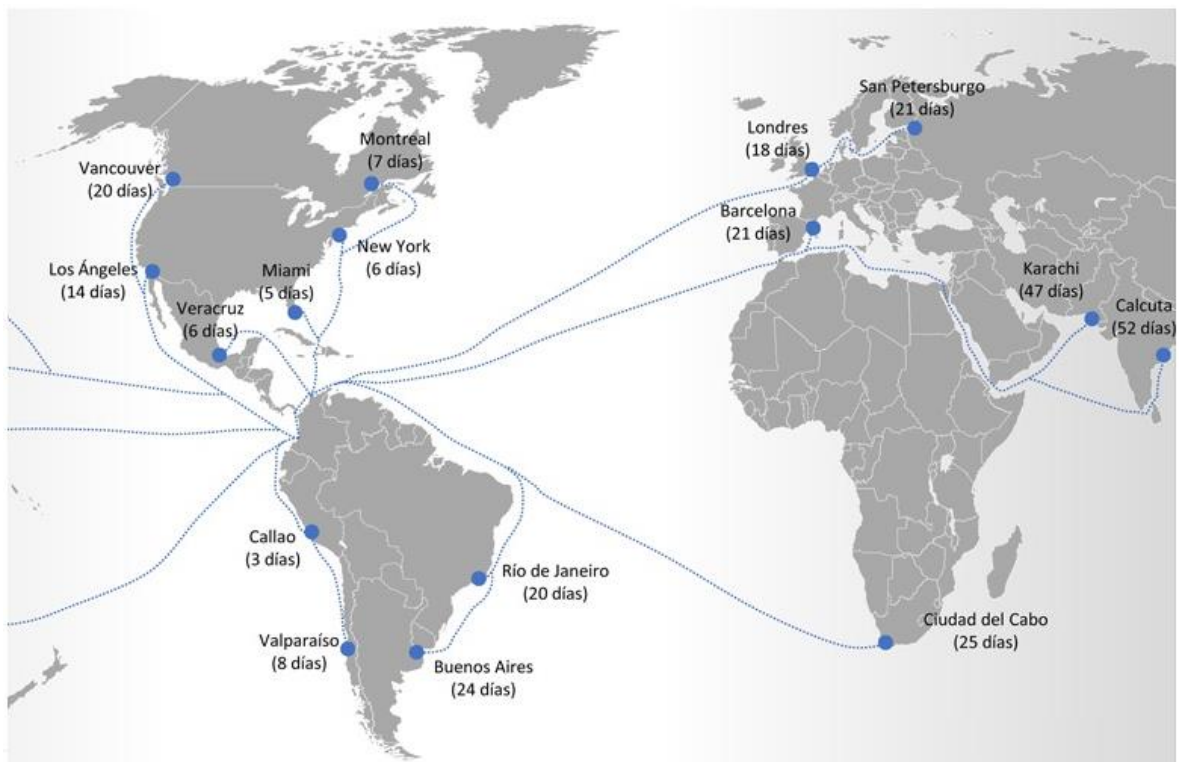 San Petersburgo
(21 días)
Londres
(18 días)
Montreal
(7 días)
Vancouver
(20 días)
Barcelona
(21 días)
New York
(6 días)
Los Ángeles
(14 días)
Miami
(5 días)
Karachi
(47 días)
Calcuta
(52 días)
Veracruz
(6 días)
Callao
(3 días)
Río de Janeiro
(20 días)
Ciudad del Cabo
(25 días)
Valparaíso
(8 días)
Buenos Aires
(24 días)